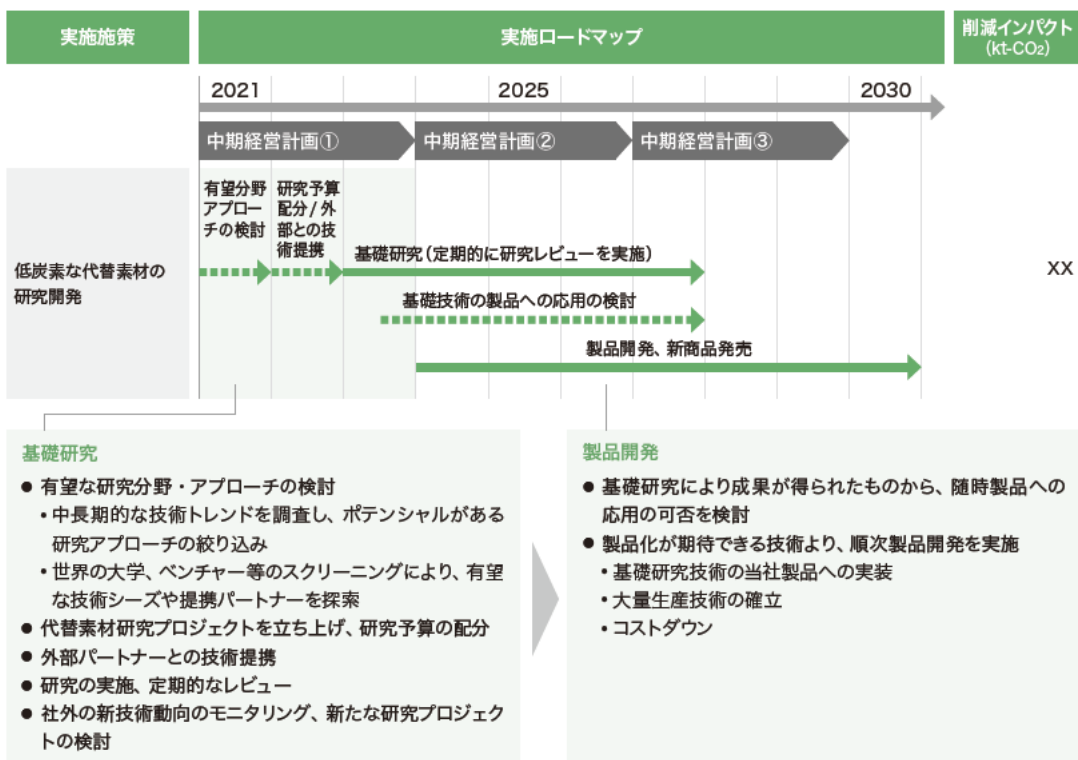 実施施策
実施ロードマップ
削減インパクト
(kt-CO₂)
2021
2025
2030
中期経営計画①
中期経営計画②
中期経営計画③
低炭素な代替素材の
研究開発
有望分野
アプロー
チの検討
研究予算
配分/外
部との技
術提携
基礎研究（定期的に研究レビューを実施）
基礎技術の製品への応用の検討
製品開発、新商品発売
XX
基礎研究
● 有望な研究分野・アプローチの検討
・中長期的な技術トレンドを調査し、ポテンシャルがある
研究アプローチの絞り込み
・世界の大学、ベンチャー等のスクリーニングにより、有望
な技術シーズや提携パートナーを探索
● 代替素材研究プロジェクトを立ち上げ、研究予算の配分
● 外部パートナーとの技術提携
● 研究の実施、定期的なレビュー
● 社外の新技術動向のモニタリング、新たな研究プロジェク
トの検討
製品開発
● 基礎研究により成果が得られたものから、随時製品への
応用の可否を検討
● 製品化が期待できる技術より、順次製品開発を実施
・基礎研究技術の当社製品への実装
・大量生産技術の確立
・コストダウン